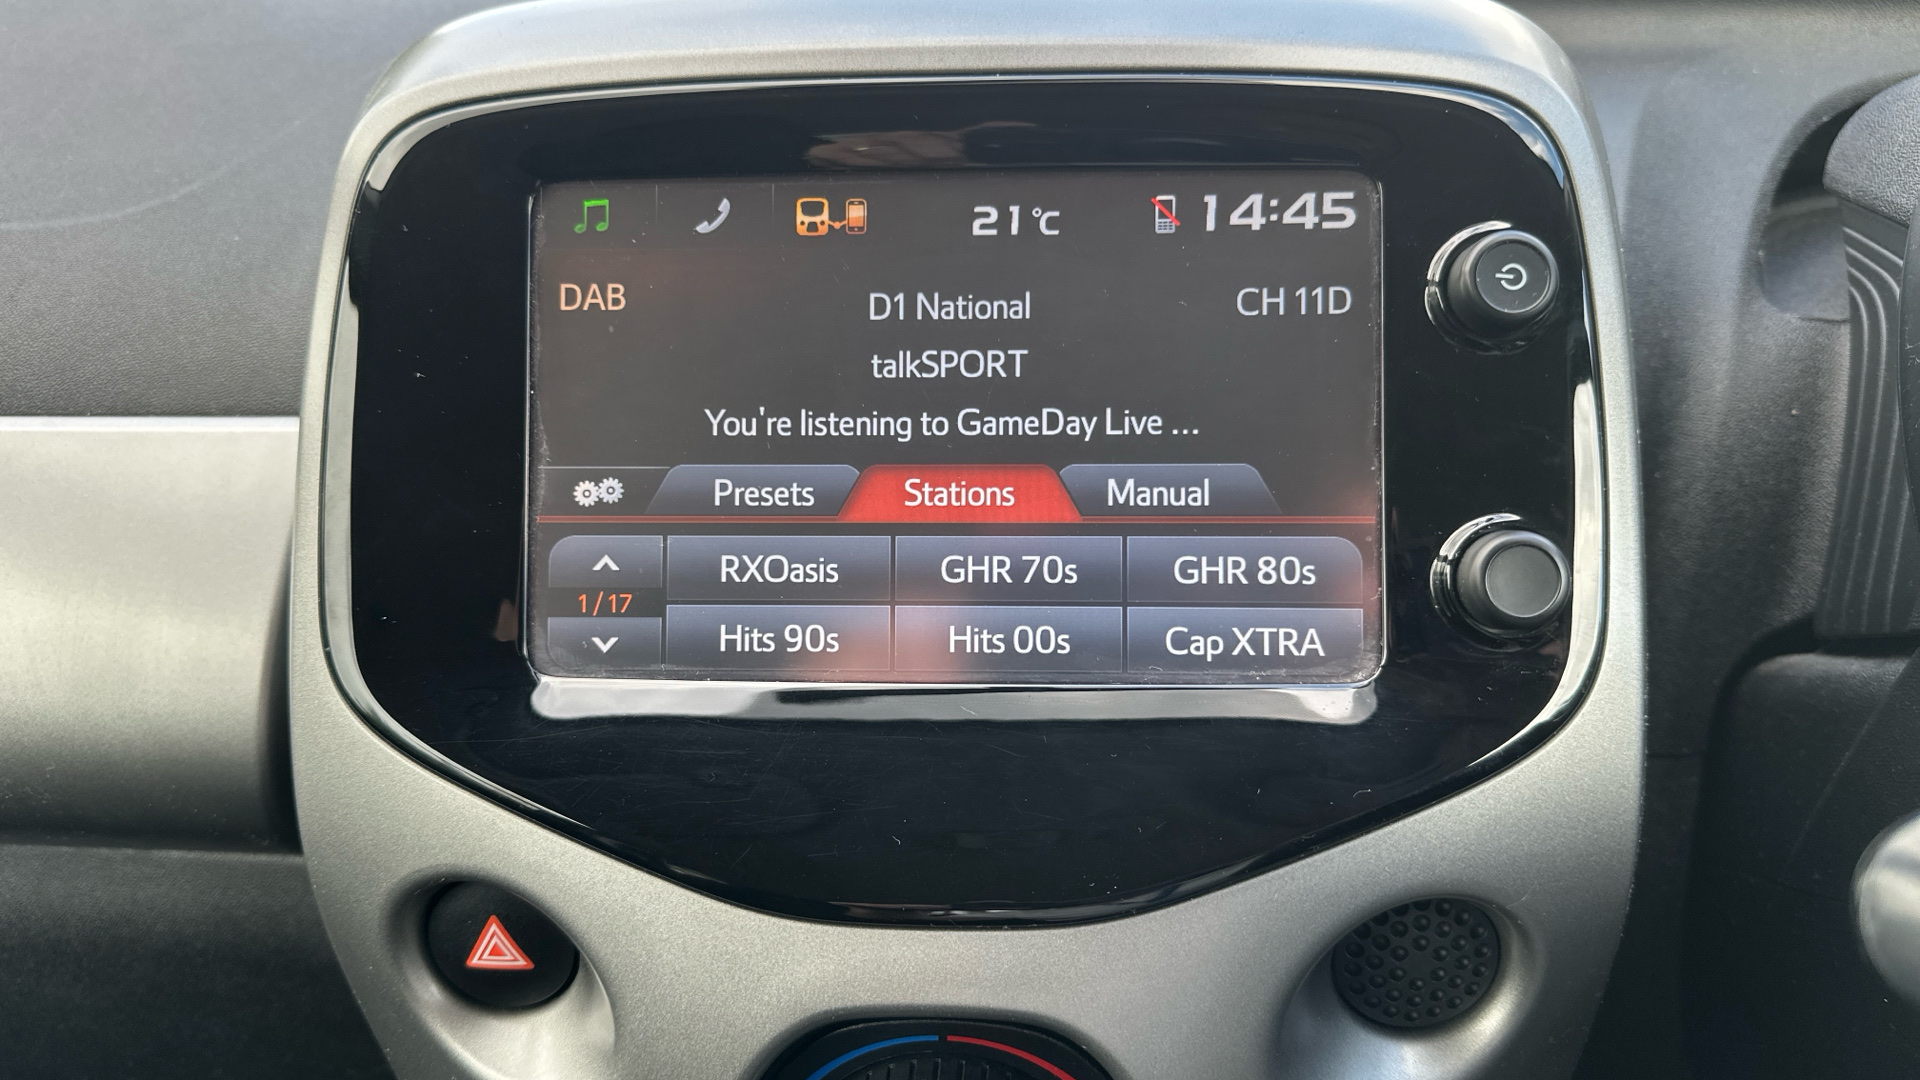 21°C 14:45
DAB D1 National CH 11D
talkSPORT
You're listening to GameDay Live ...
Presets Stations Manual
RXOasis GHR 70s GHR 80s
1/17
Hits 90s Hits 00s Cap XTRA